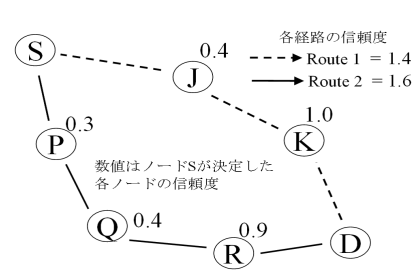 各経路の信頼度
Route 1 = 1.4
Route 2 = 1.6
S
0.4
J
1.0
K
0.3
P
数値はノードSが決定した
各ノードの信頼度
Q
0.4
0.9
R
D